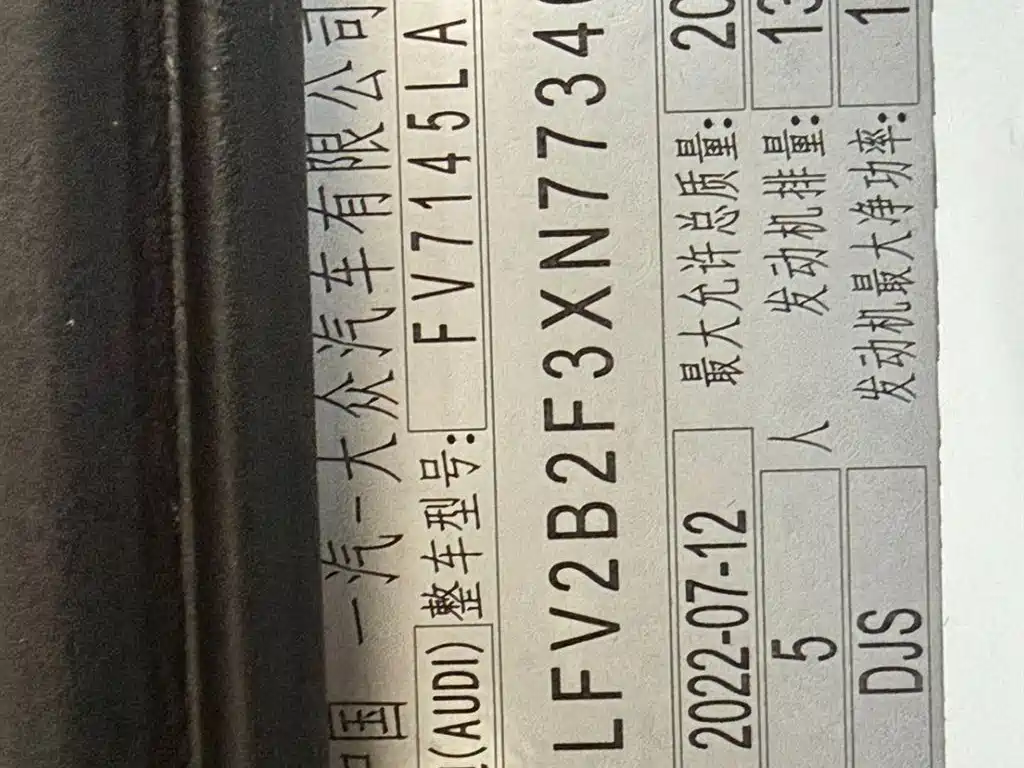 中国 一汽-大众汽车有限公司
(AUDI) 整车型号: FV7145LA
LFV2B2F3XN7734
2022-07-12 最大允许总质量: 20
5 人 发动机排量: 13
DJS 发动机最大净功率: 1